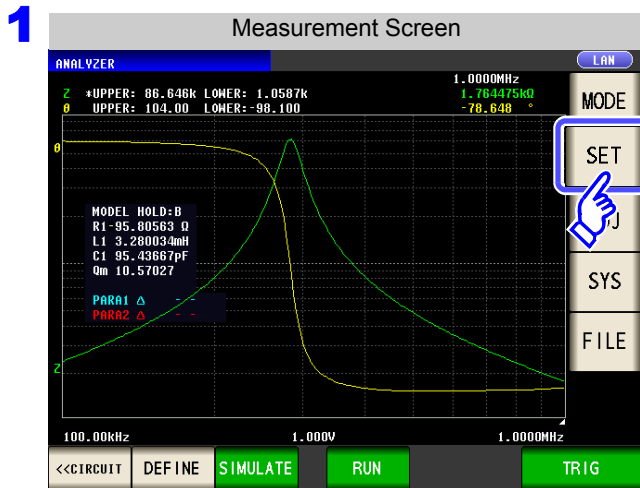 1
Measurement Screen
ANALYZER
LAN
1.0000MHz
Z *UPPER: 86.646k LOWER: 1.0587k 1.764475kΩ
θ UPPER: 104.00 LOWER:-98.100 -78.648 °
MODE
SET
SYS
FILE
θ
MODEL HOLD:B
R1-95.80563 Ω
L1 3.280034mH
C1 95.43667pF
Qm 10.57027
PARA1 Δ - -
PARA2 Δ - -
Z
100.00kHz 1.000V 1.0000MHz
<<CIRCUIT DEFINE SIMULATE RUN TRIG